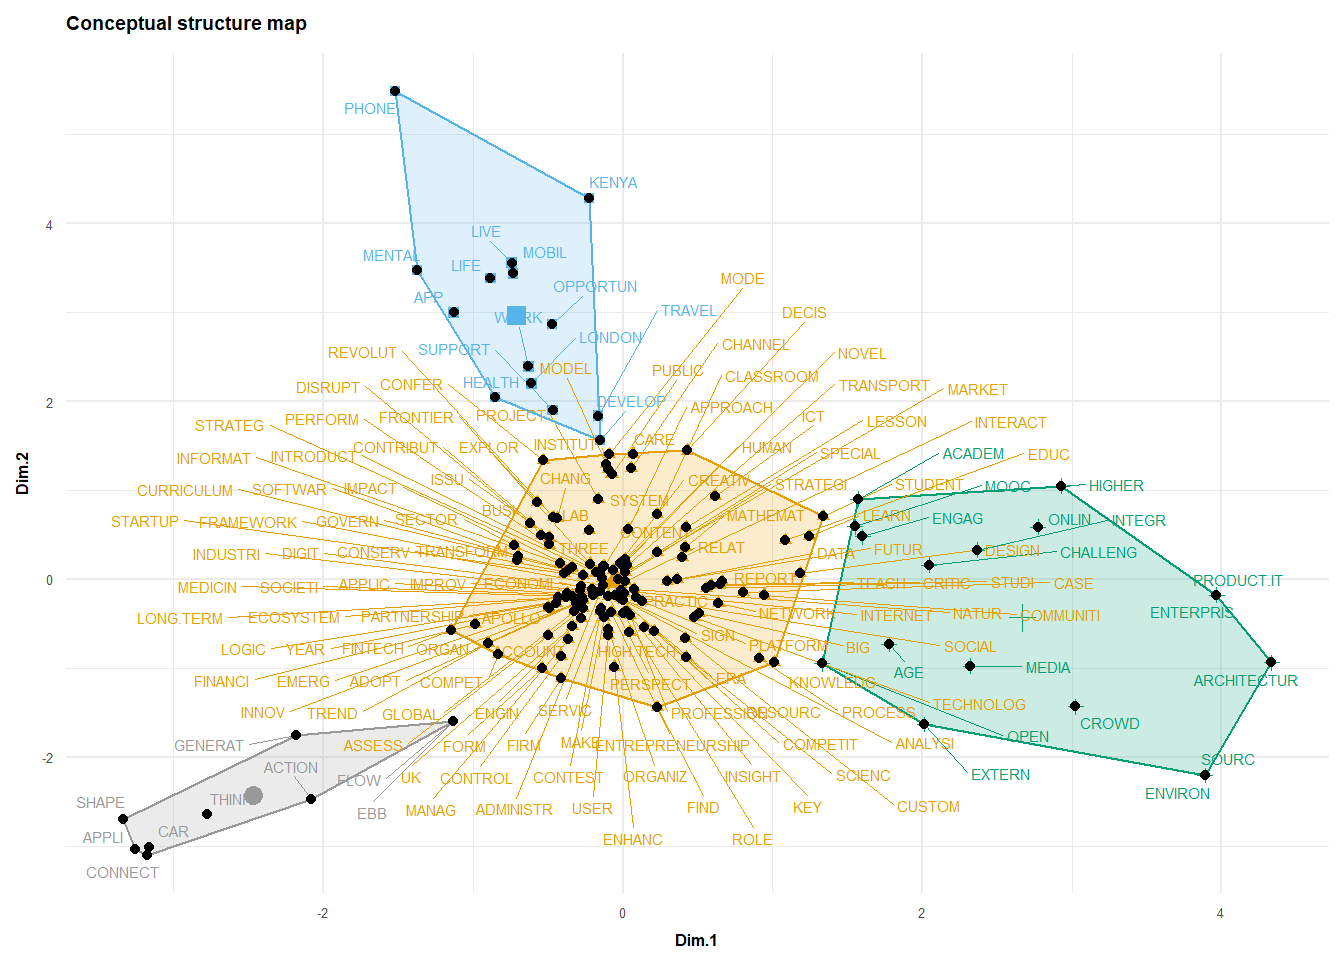 Conceptual structure map
PHONE
KENYA
LIVE
MENTAL
MOBIL
LIFE
MODE
OPPORTUN
APP
TRAVEL
DECIS
WORK
LONDON
CHANNEL
SUPPORT
REVOLUT
NOVEL
MODEL
PUBLIC
CLASSROOM
HEALTH
CONFER
DISRUPT
TRANSPORT
MARKET
DEVELOP
APPROACH
PROJECT
FRONTIER
PERFORM
ICT
LESSON
INTERACT
STRATEG
INSTITUT
CARE
HUMAN
CONTRIBUT
EXPLOR
SPECIAL
ACADEM
EDUC
INFORMAT
INTRODUCT
CHANG
CREATIV
ISSU
STRATEGI
STUDENT
MOOC
HIGHER
CURRICULUM
SOFTWAR
IMPACT
SYSTEM
BUSI
LAB
MATHEMAT
LEARN
ENGAG
ONLIN
INTEGR
STARTUP
FRAMEWORK
GOVERN
SECTOR
CONTENT
THREE
RELAT
DATA
FUTUR
DESIGN
CHALLENG
INDUSTRI
DIGIT
CONSERV
TRANSFORM
MEDICIN
SOCIETI
APPLIC
IMPROV
ECONOMI
REPORT
TEACH
CRITIC
STUDI
CASE
PRODUCT.IT
PRACTIC
LONG.TERM
ECOSYSTEM
PARTNERSHIP
APOLLO
NETWORK
INTERNET
NATUR
COMMUNITI
ENTERPRIS
SIGN
LOGIC
YEAR
FINTECH
ORGAN
ACCOUNT
HIGH.TECH
PLATFORM
BIG
SOCIAL
MEDIA
AGE
FINANCI
EMERG
ADOPT
COMPET
PERSPECT
ERA
KNOWLEDG
ARCHITECTUR
INNOV
TREND
GLOBAL
ENGIN
SERVIC
PROFESSION
RESOURC
PROCESS
TECHNOLOG
CROWD
GENERAT
ASSESS
FORM
FIRM
MAKE
ENTREPRENEURSHIP
COMPETIT
ANALYSI
OPEN
SOURC
ACTION
FLOW
UK
CONTROL
CONTEST
ORGANIZ
INSIGHT
SCIENC
EXTERN
ENVIRON
SHAPE
THINK
EBB
MANAG
ADMINISTR
USER
FIND
KEY
CUSTOM
APPLI
CAR
ENHANC
ROLE
CONNECT
4
2
0
-2
Dim.2
-2
0
2
4
Dim.1